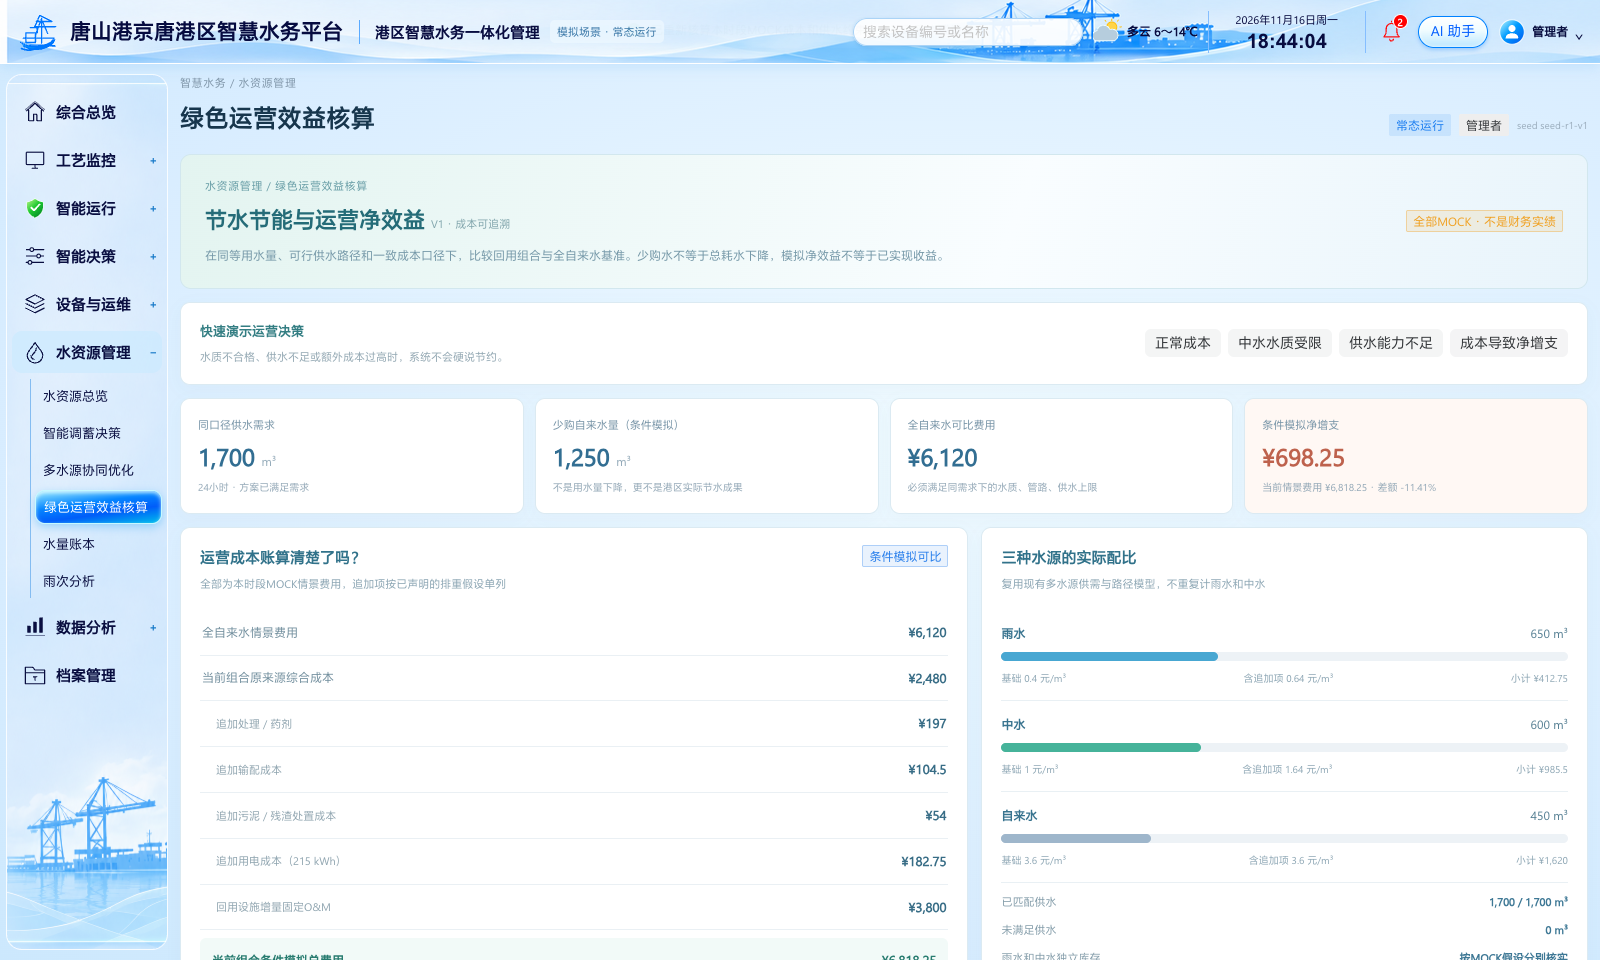 唐山港京唐港区智慧水务平台
港区智慧水务一体化管理
模拟场景 · 常态运行
搜索设备编号或名称
多云 6~14℃
2026年11月16日周一
18:44:04
2
AI 助手
管理者
综合总览
工艺监控 +
智能运行 +
智能决策 +
设备与运维 +
水资源管理 −
水资源总览
智能调蓄决策
多水源协同优化
绿色运营效益核算
水量账本
雨次分析
数据分析 +
档案管理
智慧水务 / 水资源管理
绿色运营效益核算
常态运行
管理者
seed seed-r1-v1
水资源管理 / 绿色运营效益核算
节水节能与运营净效益 V1 · 成本可追溯
在同等用水量、可行供水路径和一致成本口径下，比较回用组合与全自来水基准。少购水不等于总耗水下降，模拟净效益不等于已实现收益。
全部MOCK · 不是财务实绩
快速演示运营决策
水质不合格、供水不足或额外成本过高时，系统不会硬说节约。
正常成本
中水水质受限
供水能力不足
成本导致净增支
同口径供水需求
1,700 m³
24小时 · 方案已满足需求
少购自来水量（条件模拟）
1,250 m³
不是用水量下降，更不是港区实际节水成果
全自来水可比费用
¥6,120
必须满足同需求下的水质、管路、供水上限
条件模拟净增支
¥698.25
当前情景费用 ¥6,818.25 · 差额 -11.41%
运营成本账算清楚了吗？
条件模拟可比
全部为本时段MOCK情景费用，追加项按已声明的排重假设单列
全自来水情景费用 ¥6,120
当前组合原来源综合成本 ¥2,480
追加处理 / 药剂 ¥197
追加输配成本 ¥104.5
追加污泥 / 残渣处置成本 ¥54
追加用电成本（215 kWh） ¥182.75
回用设施增量固定O&M ¥3,800
当前组合条件模拟总费用 ¥6,818.25
三种水源的实际配比
复用现有多水源供需与路径模型，不重复计雨水和中水
雨水 650 m³
基础 0.4 元/m³ 含追加项 0.64 元/m³ 小计 ¥412.75
中水 600 m³
基础 1 元/m³ 含追加项 1.64 元/m³ 小计 ¥985.5
自来水 450 m³
基础 3.6 元/m³ 含追加项 3.6 元/m³ 小计 ¥1,620
已匹配供水 1,700 / 1,700 m³
未满足供水 0 m³
雨水和中水独立库存 按MOCK假设分别核实